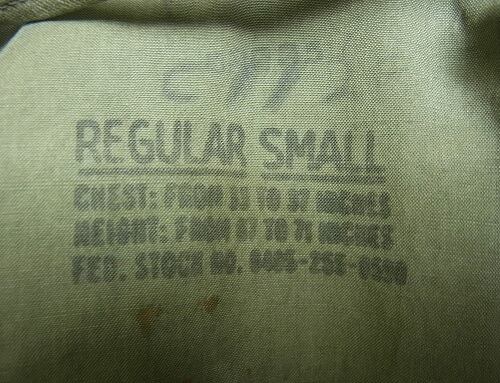 REGULAR SMALL
CHEST: FROM 33 TO 37 INCHES
HEIGHT: FROM 67 TO 71 INCHES
FED. STOCK NO.